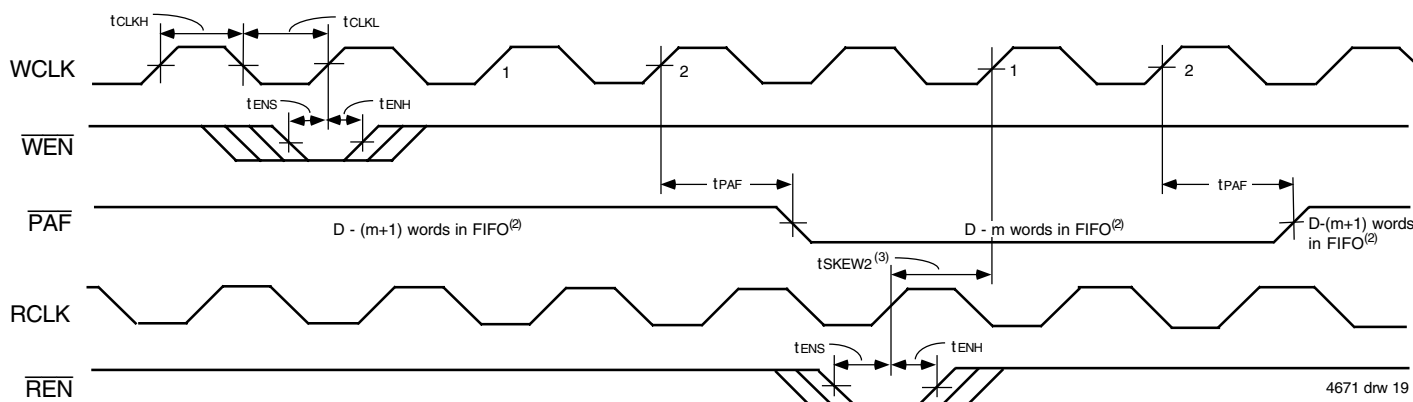 tCLKH
tCLKL
WCLK
1
2
1
2
tENS
tENH
WEN
tPAF
tPAF
PAF
D - (m+1) words in FIFO(2)
D - m words in FIFO(2)
D-(m+1) words
in FIFO(2)
tSKEW2(3)
RCLK
tENS
tENH
REN
4671 drw 19